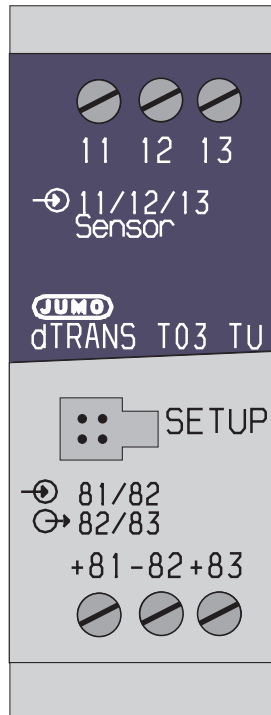 11 12 13
11/12/13
Sensor
JUMO
dTRANS T03 TU
SETUP
81/82
82/83
+81 -82 +83